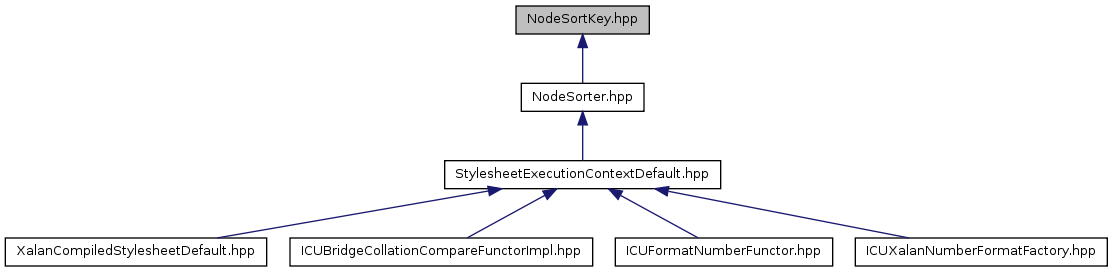 NodeSortKey.hpp
NodeSorter.hpp
StylesheetExecutionContextDefault.hpp
XalanCompiledStylesheetDefault.hpp
ICUBridgeCollationCompareFunctorImpl.hpp
ICUFormatNumberFunctor.hpp
ICUXalanNumberFormatFactory.hpp